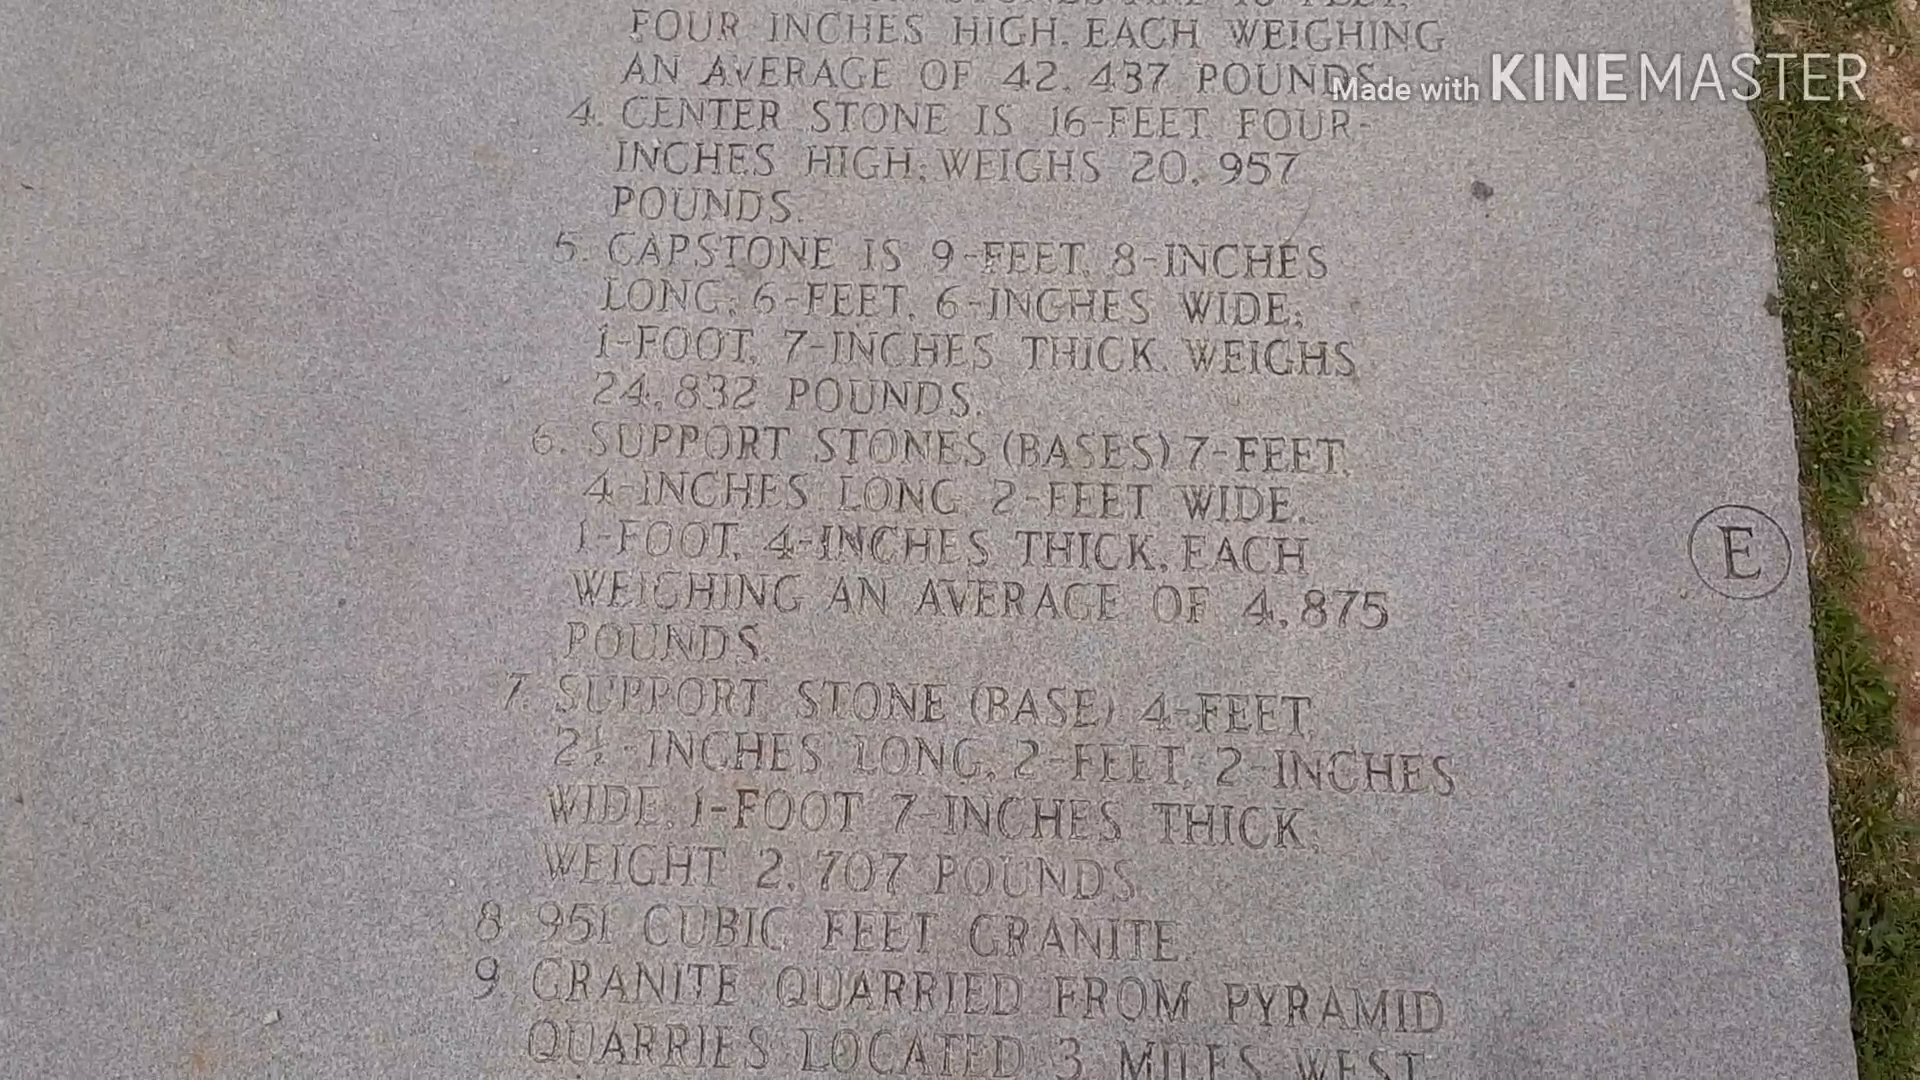 FOUR INCHES HIGH, EACH WEIGHING
AN AVERAGE OF 42, 437 POUNDS
Made with KINEMASTER
4. CENTER STONE IS 16-FEET FOUR-
INCHES HIGH; WEIGHS 20, 957
POUNDS.
5. CAPSTONE IS 9-FEET, 8-INCHES
LONG; 6-FEET, 6-INCHES WIDE;
1-FOOT, 7-INCHES THICK. WEIGHS
24,832 POUNDS.
6. SUPPORT STONES (BASES) 7-FEET,
4-INCHES LONG 2-FEET WIDE.
1-FOOT, 4-INCHES THICK, EACH
WEIGHING AN AVERAGE OF 4,875
POUNDS.
E
7. SUPPORT STONE (BASE) 4-FEET,
2½-INCHES LONG, 2-FEET, 2-INCHES
WIDE, 1-FOOT 7-INCHES THICK,
WEIGHT 2, 707 POUNDS.
8. 951 CUBIC FEET GRANITE.
9. GRANITE QUARRIED FROM PYRAMID
QUARRIES LOCATED 3 MILES WEST